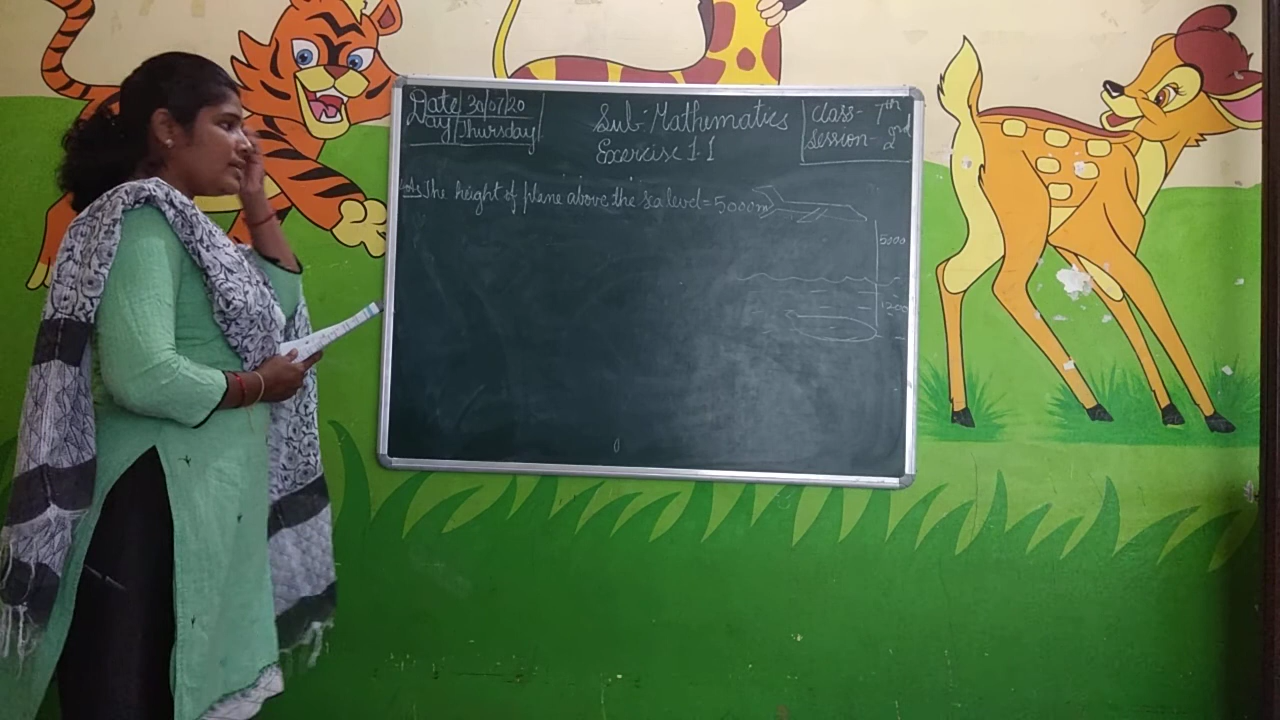 Date/30/07/20
Day/Thursday
Sub:-Mathematics
Exercise 1.1
Class- 7th
Session- 2nd
The height of plane above the sea level = 5000m
5000
1200